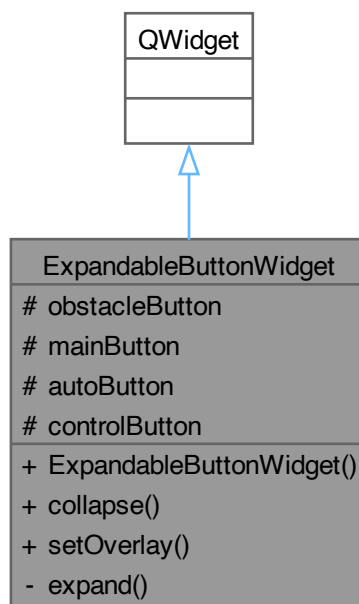 QWidget
ExpandableButtonWidget
# obstacleButton
# mainButton
# autoButton
# controlButton
+ ExpandableButtonWidget()
+ collapse()
+ setOverlay()
- expand()